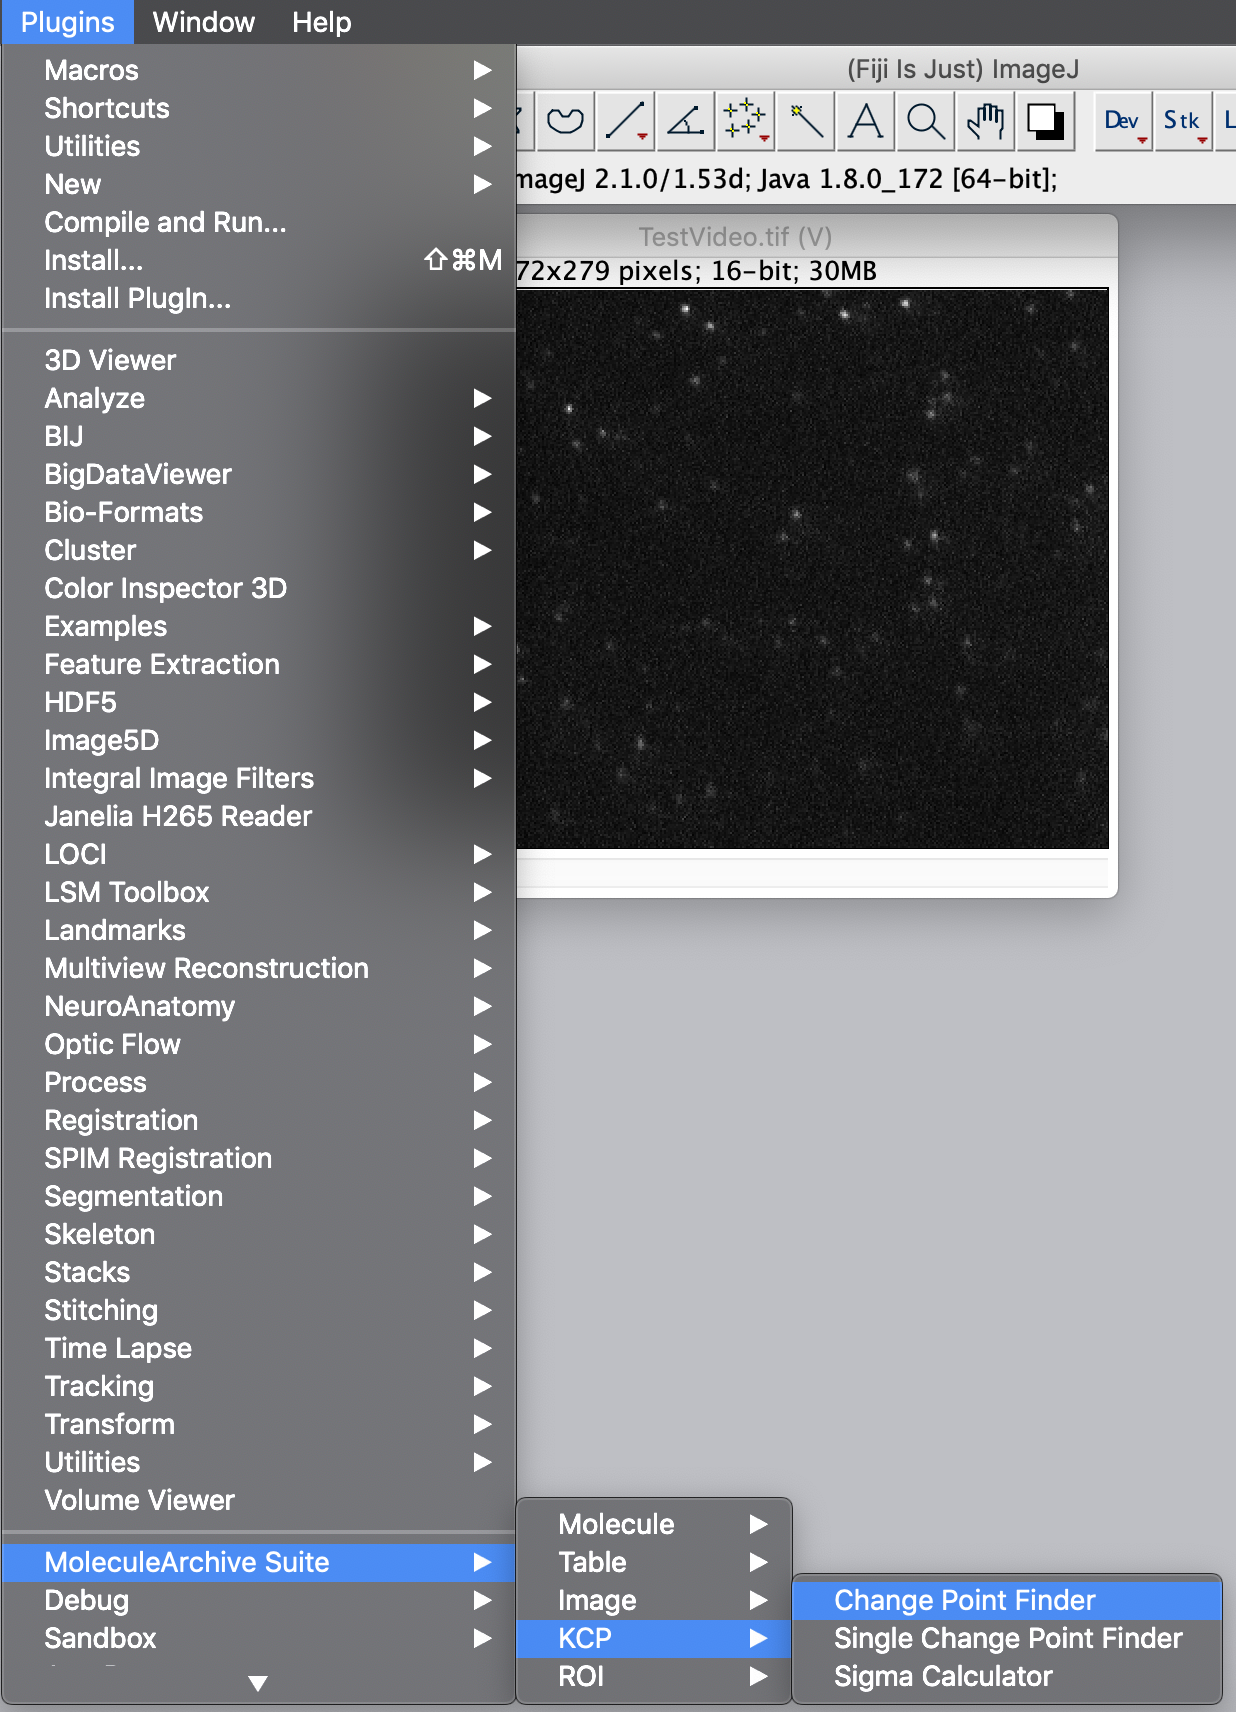 Plugins Window Help
(Fiji Is Just) ImageJ
Dev Stk
mageJ 2.1.0/1.53d; Java 1.8.0_172 [64-bit];
TestVideo.tif (V)
72x279 pixels; 16-bit; 30MB
Macros
Shortcuts
Utilities
New
Compile and Run...
Install... ⇧⌘M
Install PlugIn...
3D Viewer
Analyze
BIJ
BigDataViewer
Bio-Formats
Cluster
Color Inspector 3D
Examples
Feature Extraction
HDF5
Image5D
Integral Image Filters
Janelia H265 Reader
LOCI
LSM Toolbox
Landmarks
Multiview Reconstruction
NeuroAnatomy
Optic Flow
Process
Registration
SPIM Registration
Segmentation
Skeleton
Stacks
Stitching
Time Lapse
Tracking
Transform
Utilities
Volume Viewer
MoleculeArchive Suite
Debug
Sandbox
Molecule
Table
Image
KCP
ROI
Change Point Finder
Single Change Point Finder
Sigma Calculator